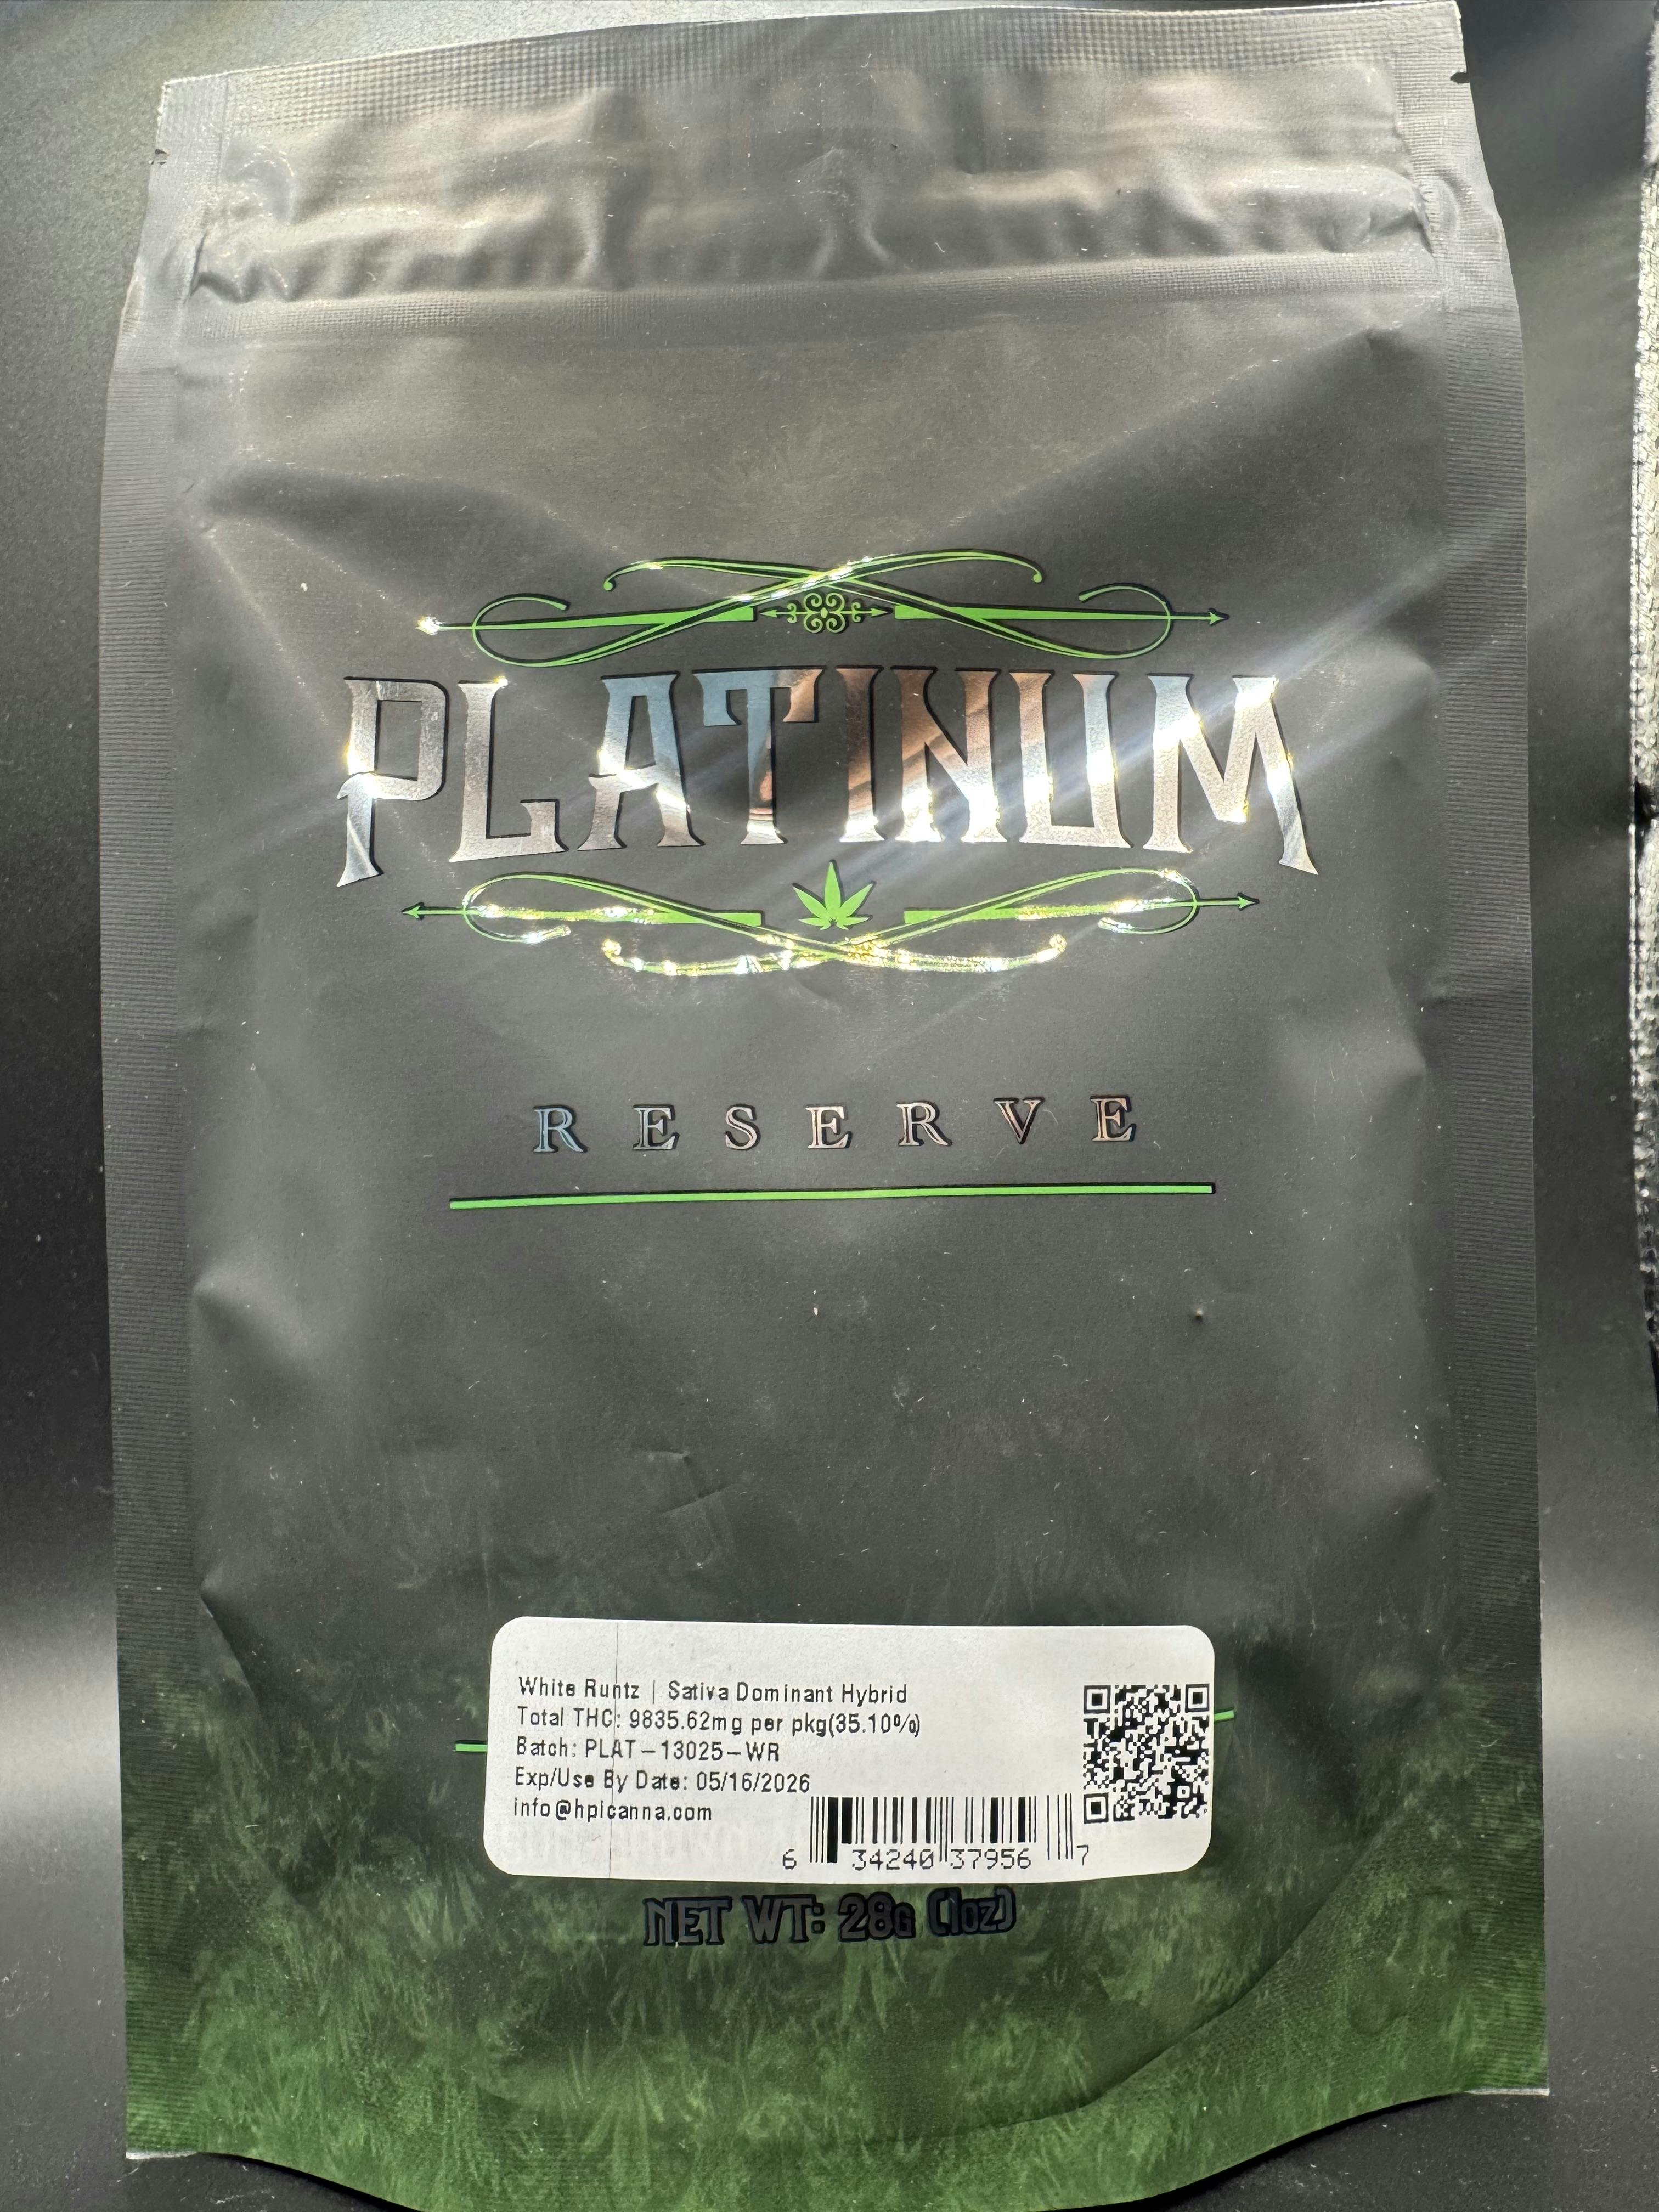 PLATINUM
RESERVE
White Runtz | Sativa Dominant Hybrid
Total THC: 9835.62mg per pkg(35.10%)
Batch: PLAT-13025-WR
Exp/Use By Date: 05/16/2026
info@hpicanna.com
6 34240 37956 7
NET WT: 28G (1oz)